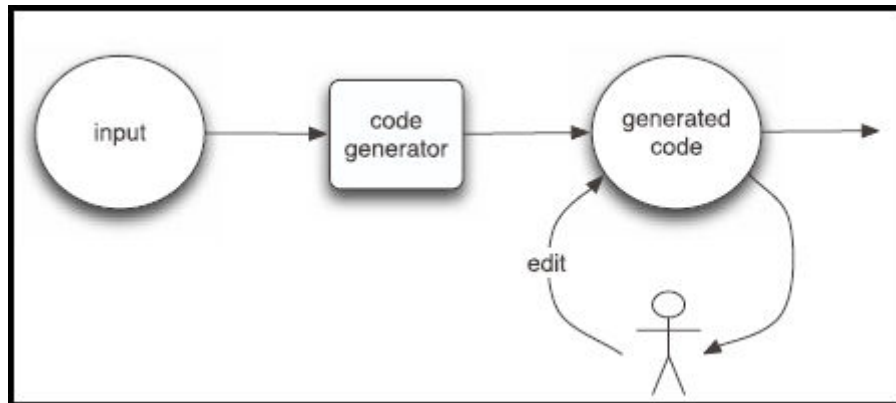 input
code
generator
generated
code
edit